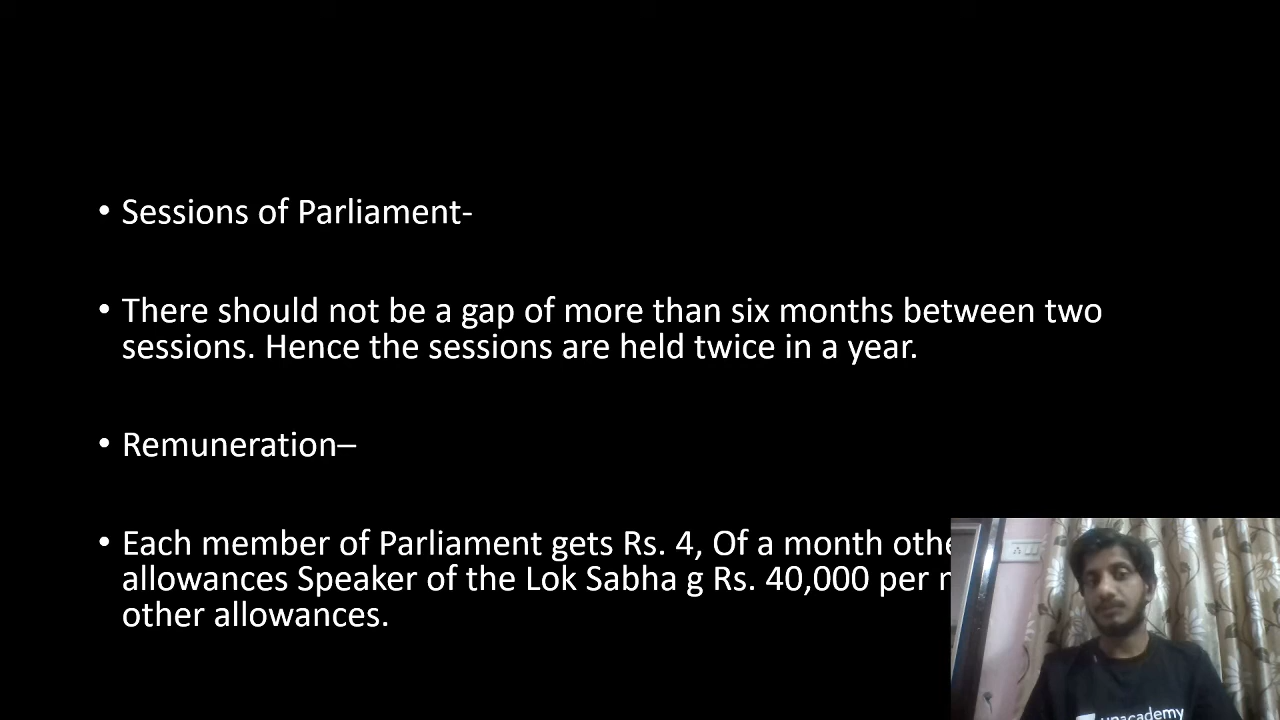 • Sessions of Parliament-
• There should not be a gap of more than six months between two
sessions. Hence the sessions are held twice in a year.
• Remuneration–
• Each member of Parliament gets Rs. 4, Of a month
allowances Speaker of the Lok Sabha g Rs. 40,000 per
other allowances.
unacademy